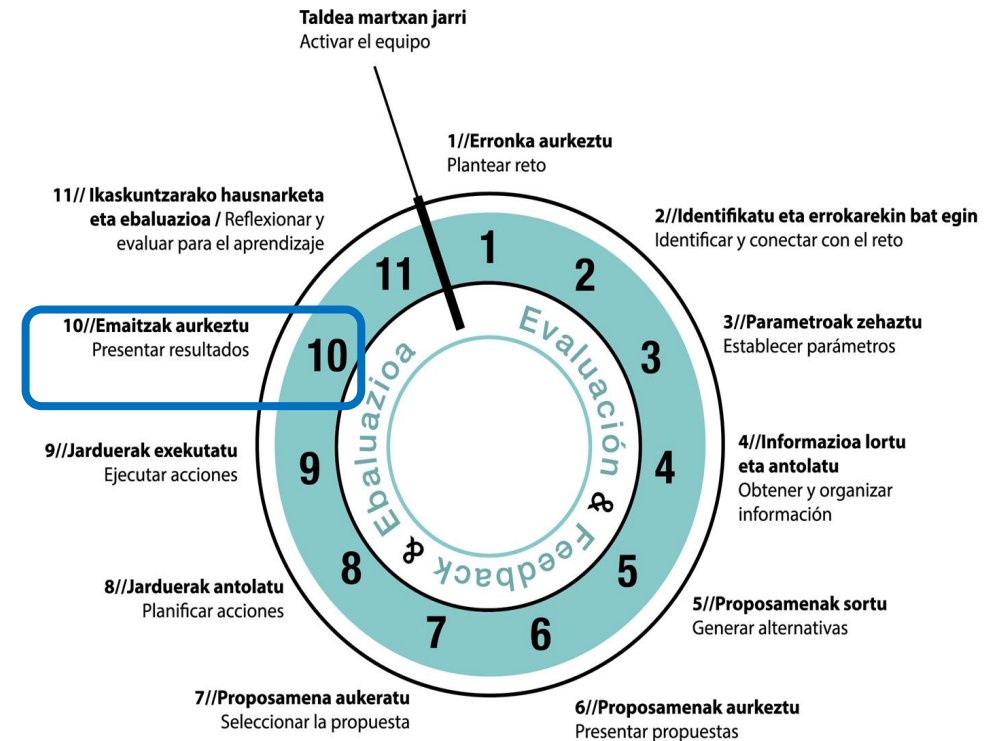 Taldea martxan jarri
Activar el equipo
1//Erronka aurkeztu
Plantear reto
2//Identifikatu eta errokarekin bat egin
Identificar y conectar con el reto
3//Parametroak zehaztu
Establecer parámetros
4//Informazioa lortu
eta antolatu
Obtener y organizar
información
5//Proposamenak sortu
Generar alternativas
6//Proposamenak aurkeztu
Presentar propuestas
7//Proposamena aukeratu
Seleccionar la propuesta
8//Jarduerak antolatu
Planificar acciones
9//Jarduerak exekutatu
Ejecutar acciones
10//Emaitzak aurkeztu
Presentar resultados
11// Ikaskuntzarako hausnarketa
eta ebaluazioa / Reflexionar y
evaluar para el aprendizaje
1
2
3
4
5
6
7
8
9
10
11
Evaluación & Feedback & Ebaluazioa